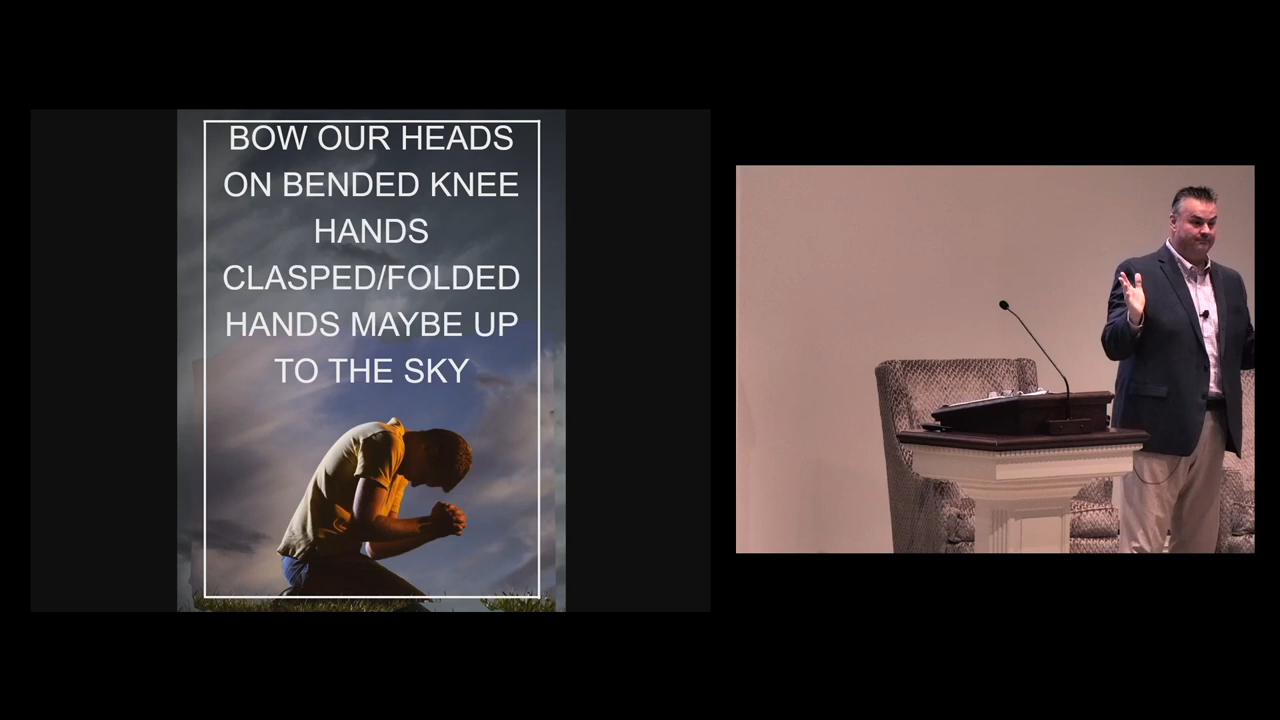 BOW OUR HEADS
ON BENDED KNEE
HANDS
CLASPED/FOLDED
HANDS MAYBE UP
TO THE SKY